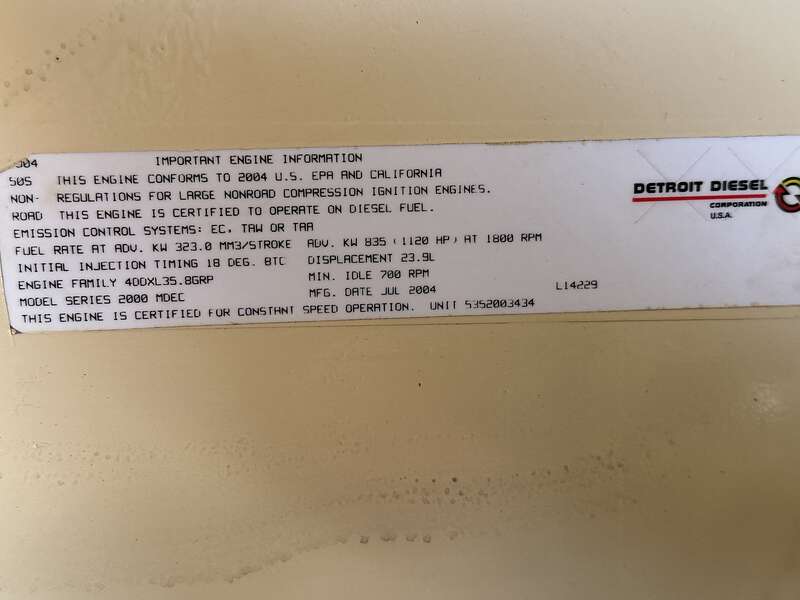 IMPORTANT ENGINE INFORMATION
50S THIS ENGINE CONFORMS TO 2004 U.S. EPA AND CALIFORNIA
NON- REGULATIONS FOR LARGE NONROAD COMPRESSION IGNITION ENGINES.
ROAD THIS ENGINE IS CERTIFIED TO OPERATE ON DIESEL FUEL.
EMISSION CONTROL SYSTEMS: EC, TAW OR TAA
FUEL RATE AT ADV. KW 323.0 MM3/STROKE ADV. KW 835 (1120 HP) AT 1800 RPM
INITIAL INJECTION TIMING 18 DEG. BTC DISPLACEMENT 23.9L
ENGINE FAMILY 4DDXL35.8GRP MIN. IDLE 700 RPM
MODEL SERIES 2000 MDEC MFG. DATE JUL 2004 L14229
THIS ENGINE IS CERTIFIED FOR CONSTANT SPEED OPERATION. UNIT 5352003434
DETROIT DIESEL
CORPORATION
U.S.A.